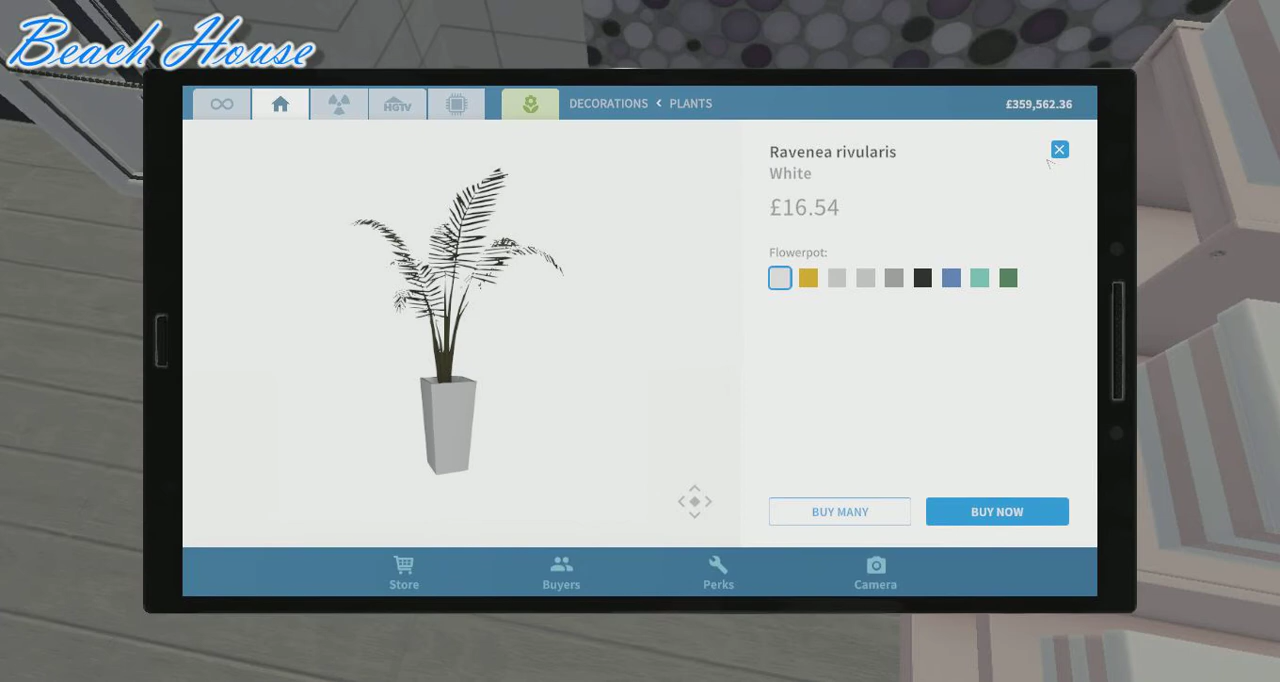 Beach House
HGTV
DECORATIONS < PLANTS
£359,562.36
Ravenea rivularis
White
£16.54
Flowerpot:
BUY MANY
BUY NOW
Store
Buyers
Perks
Camera